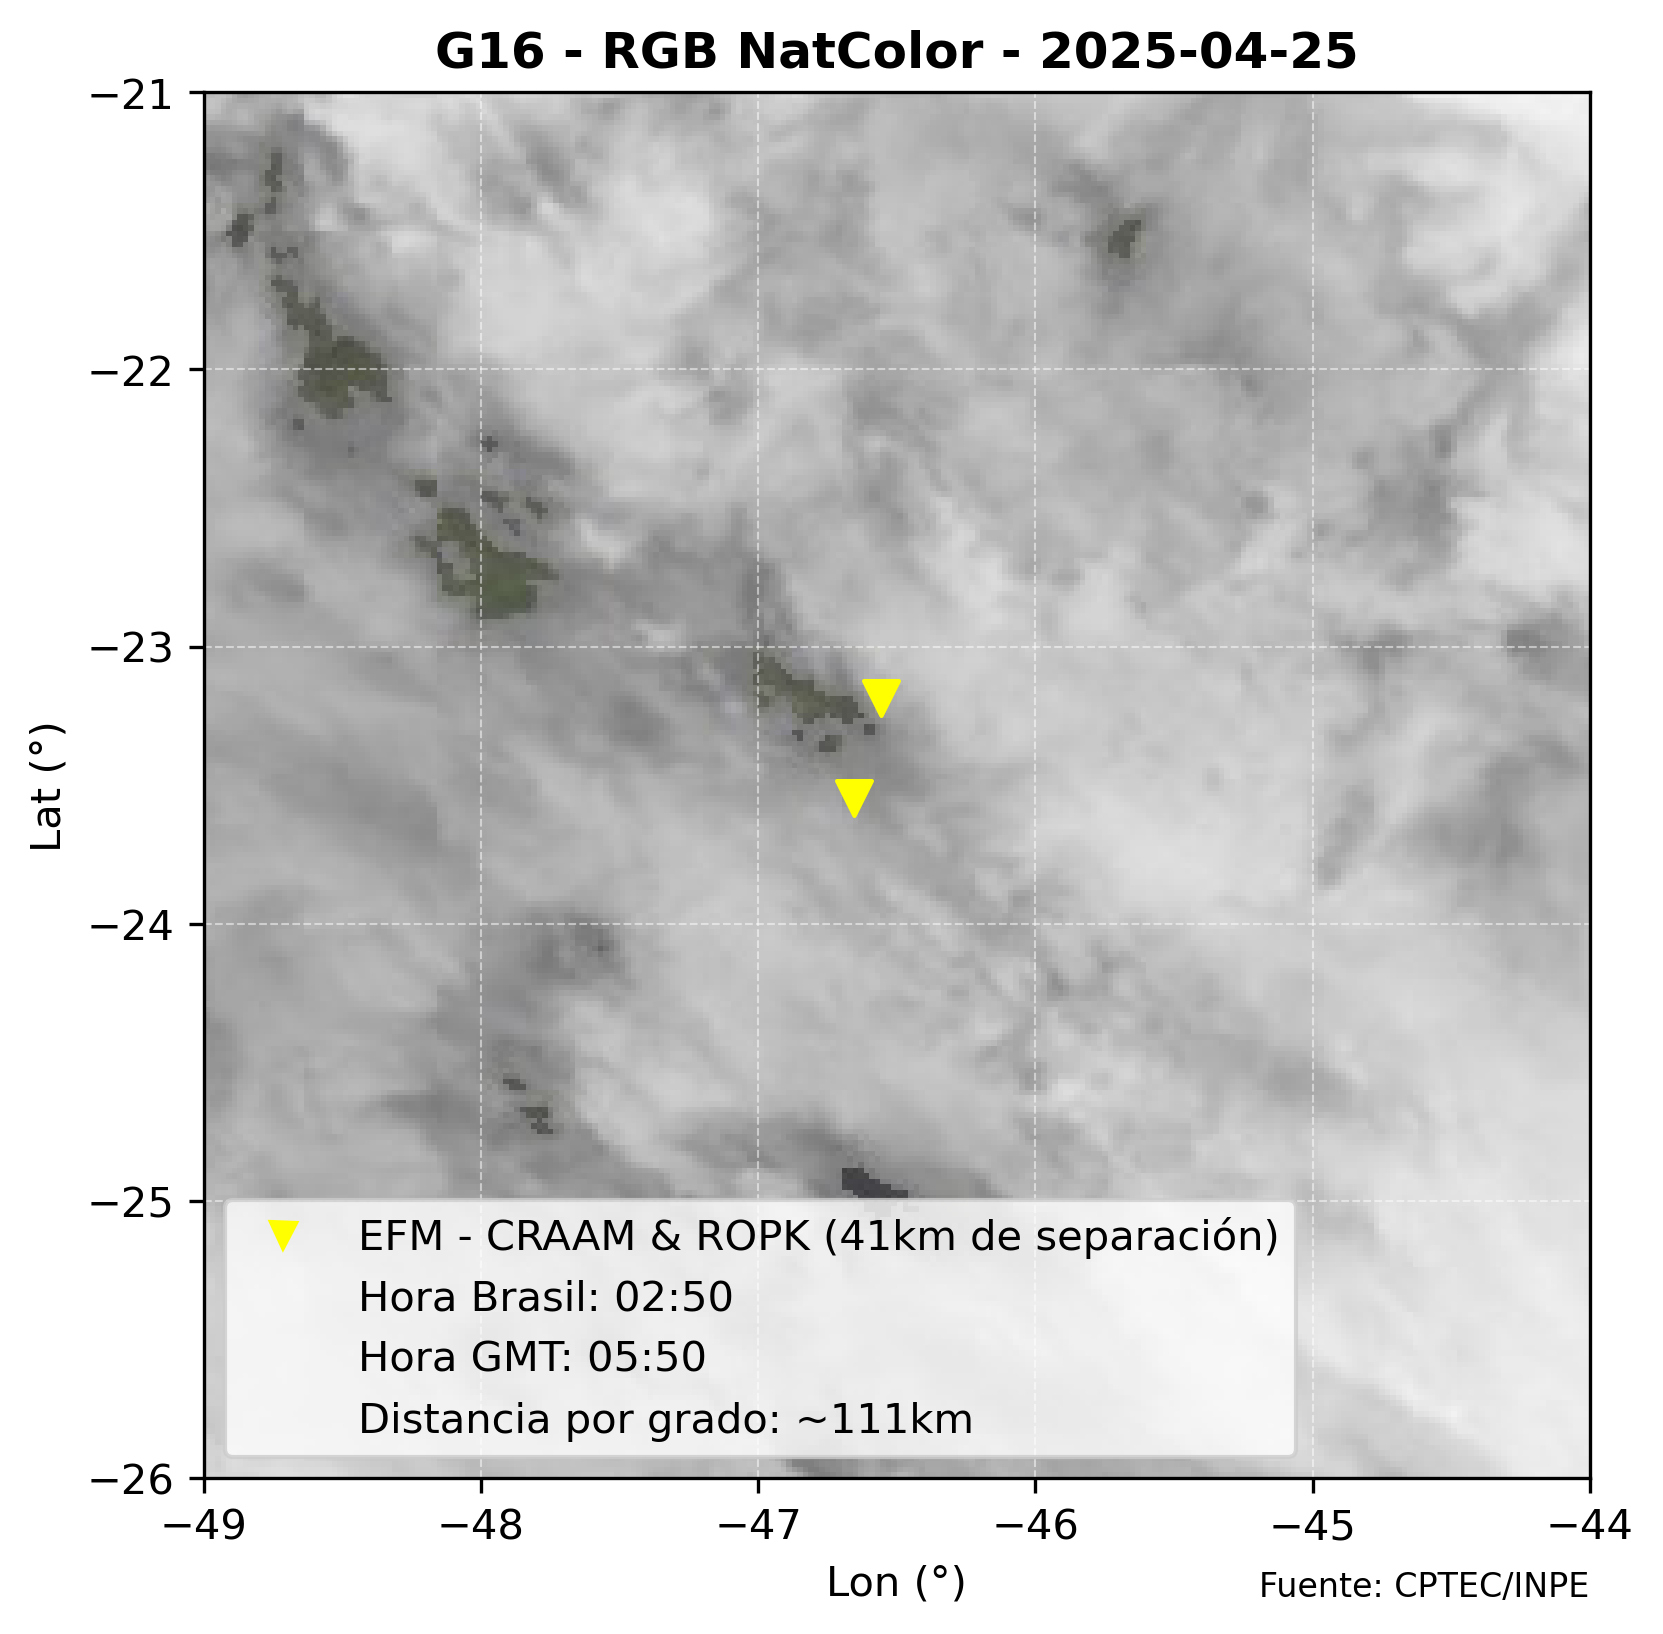 G16 - RGB NatColor - 2025-04-25
−21
−22
−23
−24
−25
−26
Lat (°)
EFM - CRAAM & ROPK (41km de separación)
Hora Brasil: 02:50
Hora GMT: 05:50
Distancia por grado: ~111km
−49 −48 −47 −46 −45 −44
Lon (°)
Fuente: CPTEC/INPE